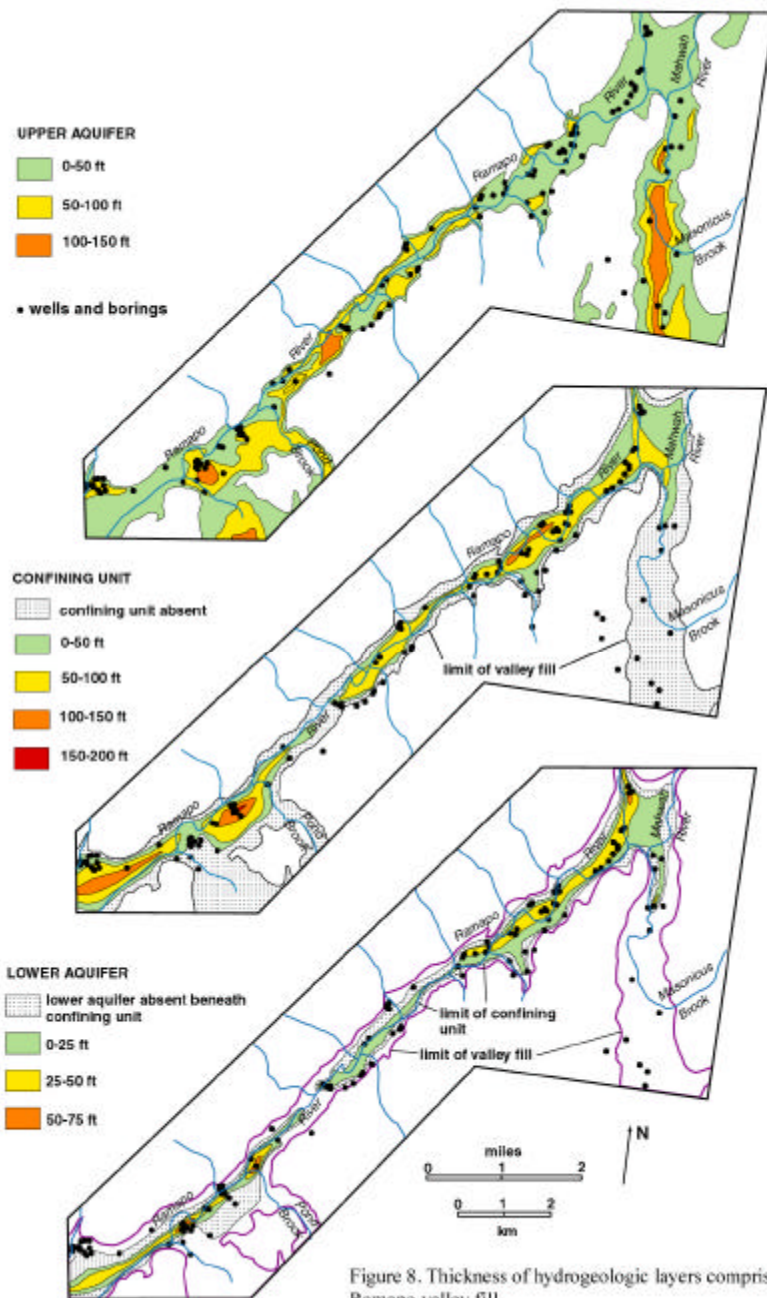 UPPER AQUIFER
0-50 ft
50-100 ft
100-150 ft
wells and borings
Ramapo
River
Mahwah
River
Masonicus
Brook
River
Ramapo
Pond
Brook
CONFINING UNIT
confining unit absent
0-50 ft
50-100 ft
100-150 ft
150-200 ft
Mahwah
River
River
Ramapo
Masonicus
Brook
limit of valley fill
River
Ramapo
Pond
Brook
LOWER AQUIFER
lower aquifer absent beneath
confining unit
0-25 ft
25-50 ft
50-75 ft
Mahwah
River
River
Ramapo
Masonicus
Brook
limit of confining
unit
limit of valley fill
River
Ramapo
Pond
Brook
miles
0 1 2
0 1 2
km
N
Figure 8. Thickness of hydrogeologic layers compris